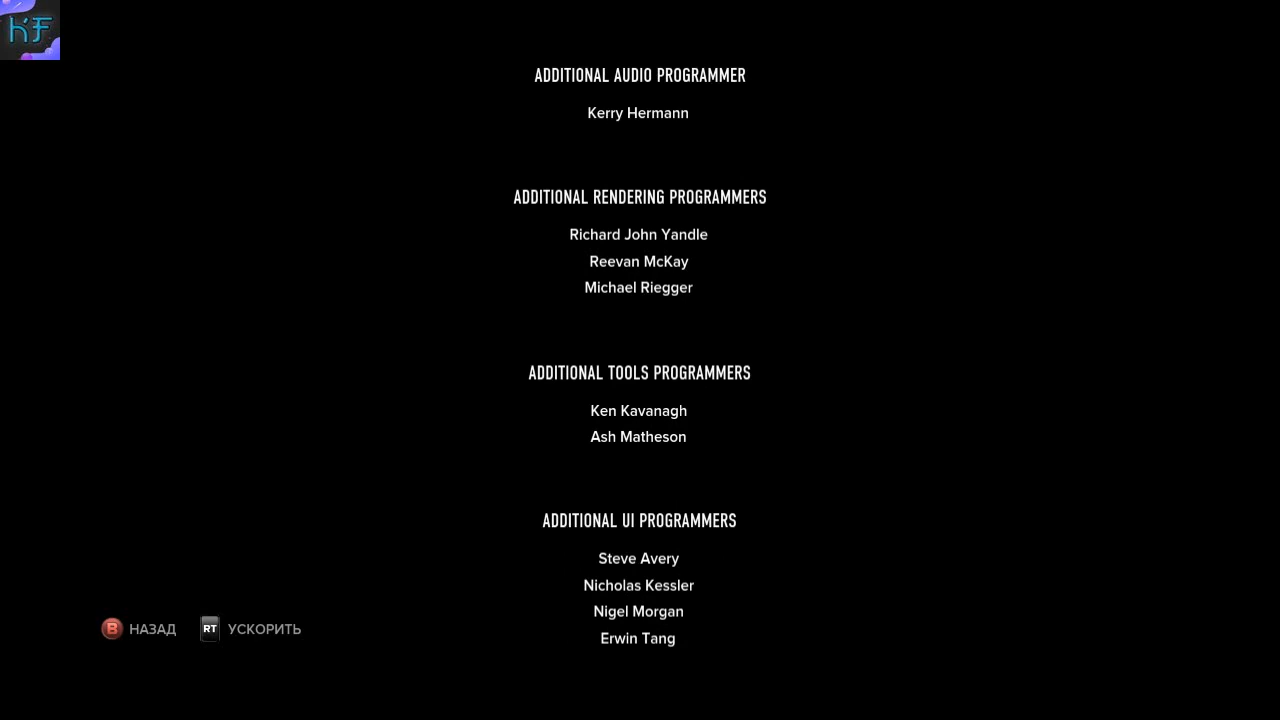 ADDITIONAL AUDIO PROGRAMMER
Kerry Hermann
ADDITIONAL RENDERING PROGRAMMERS
Richard John Yandle
Reevan McKay
Michael Riegger
ADDITIONAL TOOLS PROGRAMMERS
Ken Kavanagh
Ash Matheson
ADDITIONAL UI PROGRAMMERS
Steve Avery
Nicholas Kessler
Nigel Morgan
Erwin Tang
B НАЗАД RT УСКОРИТЬ